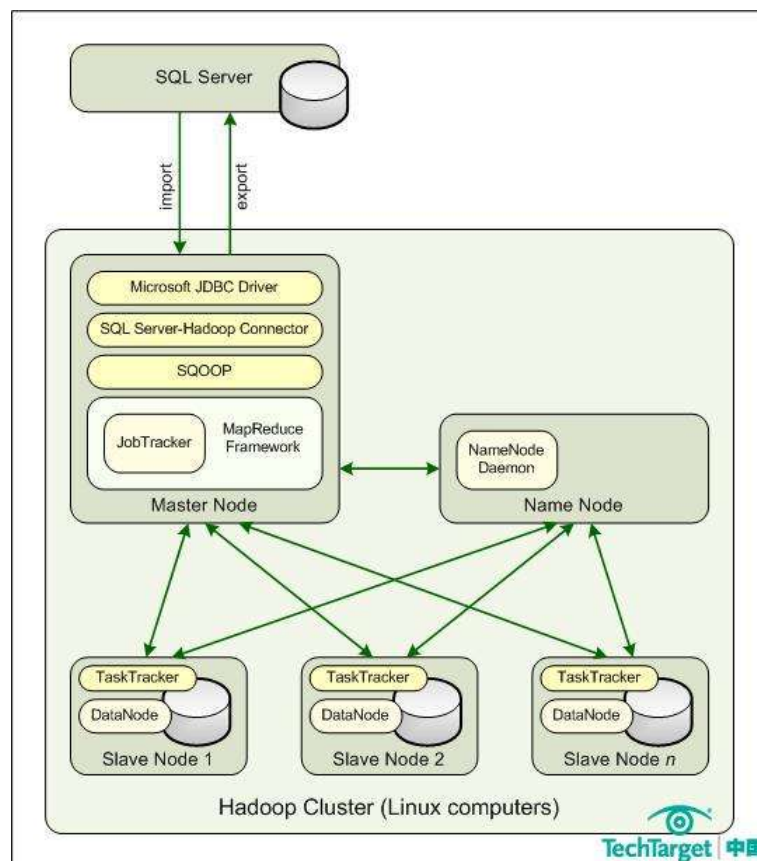 SQL Server
import
export
Microsoft JDBC Driver
SQL Server-Hadoop Connector
SQOOP
JobTracker
MapReduce
Framework
Master Node
NameNode
Daemon
Name Node
TaskTracker
DataNode
Slave Node 1
TaskTracker
DataNode
Slave Node 2
TaskTracker
DataNode
Slave Node n
Hadoop Cluster (Linux computers)
TechTarget 中国